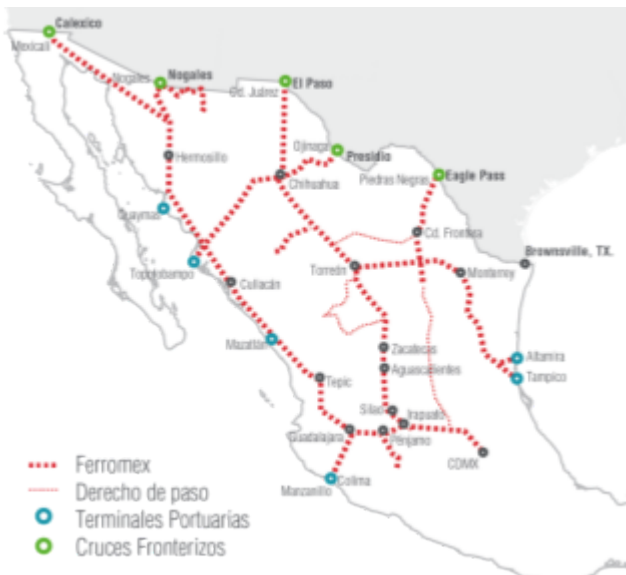 Calexico
Mexicali
Nogales
Nogales
El Paso
Cd. Juárez
Ojinaga
Presidio
Hermosillo
Chihuahua
Piedras Negras
Eagle Pass
Guaymas
Cd. Frontera
Brownsville, TX.
Topolobampo
Torreón
Monterrey
Culiacán
Mazatlán
Zacatecas
Altamira
Aguascalientes
Tampico
Tepic
Silao
Irapuato
Guadalajara
Pénjamo
CDMX
Colima
Manzanillo
Ferromex
Derecho de paso
Terminales Portuarias
Cruces Fronterizos